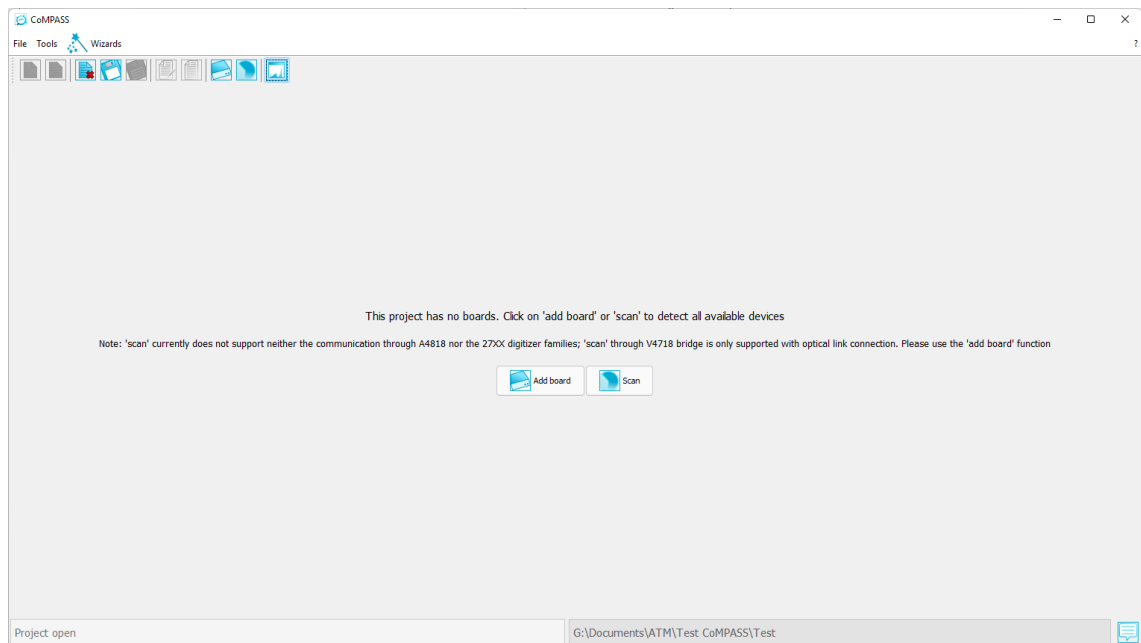 CoMPASS
File Tools Wizards ?
This project has no boards. Click on 'add board' or 'scan' to detect all available devices
Note: 'scan' currently does not support neither the communication through A4818 nor the 27XX digitizer families; 'scan' through V4718 bridge is only supported with optical link connection. Please use the 'add board' function
Add board Scan
Project open G:\Documents\ATM\Test CoMPASS\Test